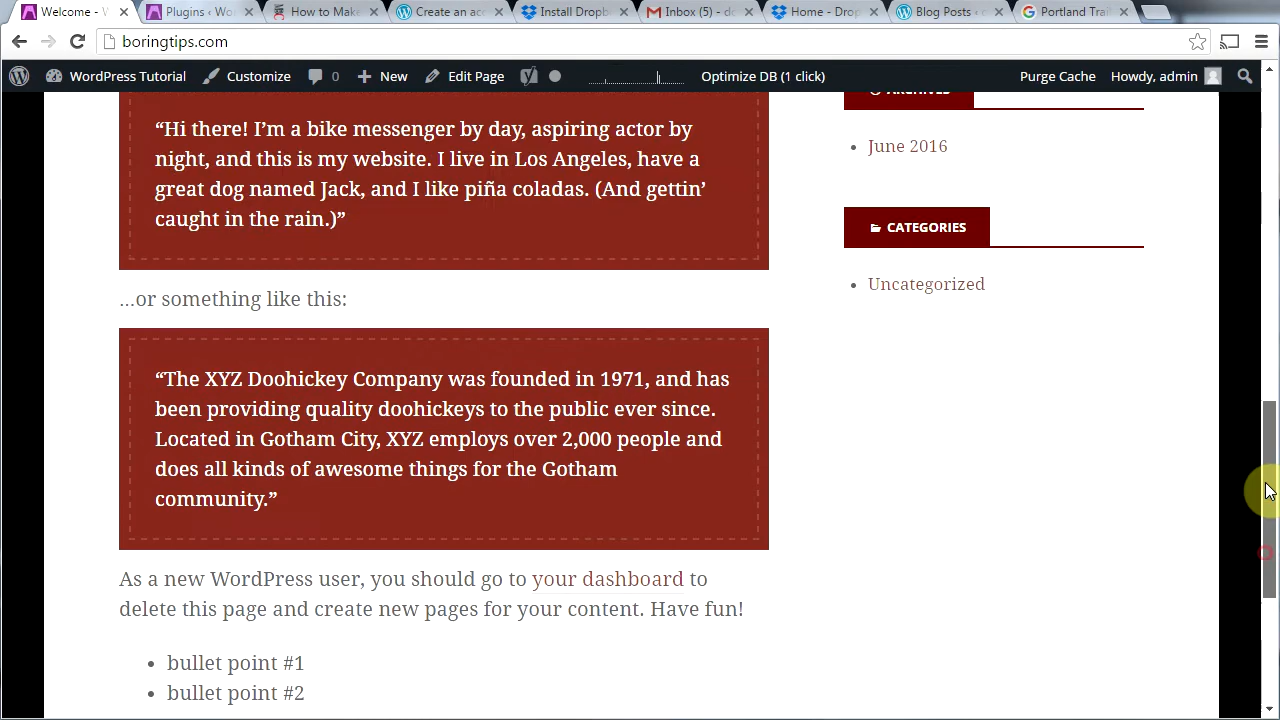 Welcome - W
Plugins ‹ Wo
How to Make
Create an acc
Install Dropb
Inbox (5) - d
Home - Drop
Blog Posts ‹ c
Portland Trail
boringtips.com
WordPress Tutorial
Customize
0
New
Edit Page
Optimize DB (1 click)
Purge Cache
Howdy, admin
ARCHIVES
“Hi there! I’m a bike messenger by day, aspiring actor by
night, and this is my website. I live in Los Angeles, have a
great dog named Jack, and I like piña coladas. (And gettin’
caught in the rain.)”
June 2016
CATEGORIES
Uncategorized
…or something like this:
“The XYZ Doohickey Company was founded in 1971, and has
been providing quality doohickeys to the public ever since.
Located in Gotham City, XYZ employs over 2,000 people and
does all kinds of awesome things for the Gotham
community.”
As a new WordPress user, you should go to your dashboard to
delete this page and create new pages for your content. Have fun!
• bullet point #1
• bullet point #2